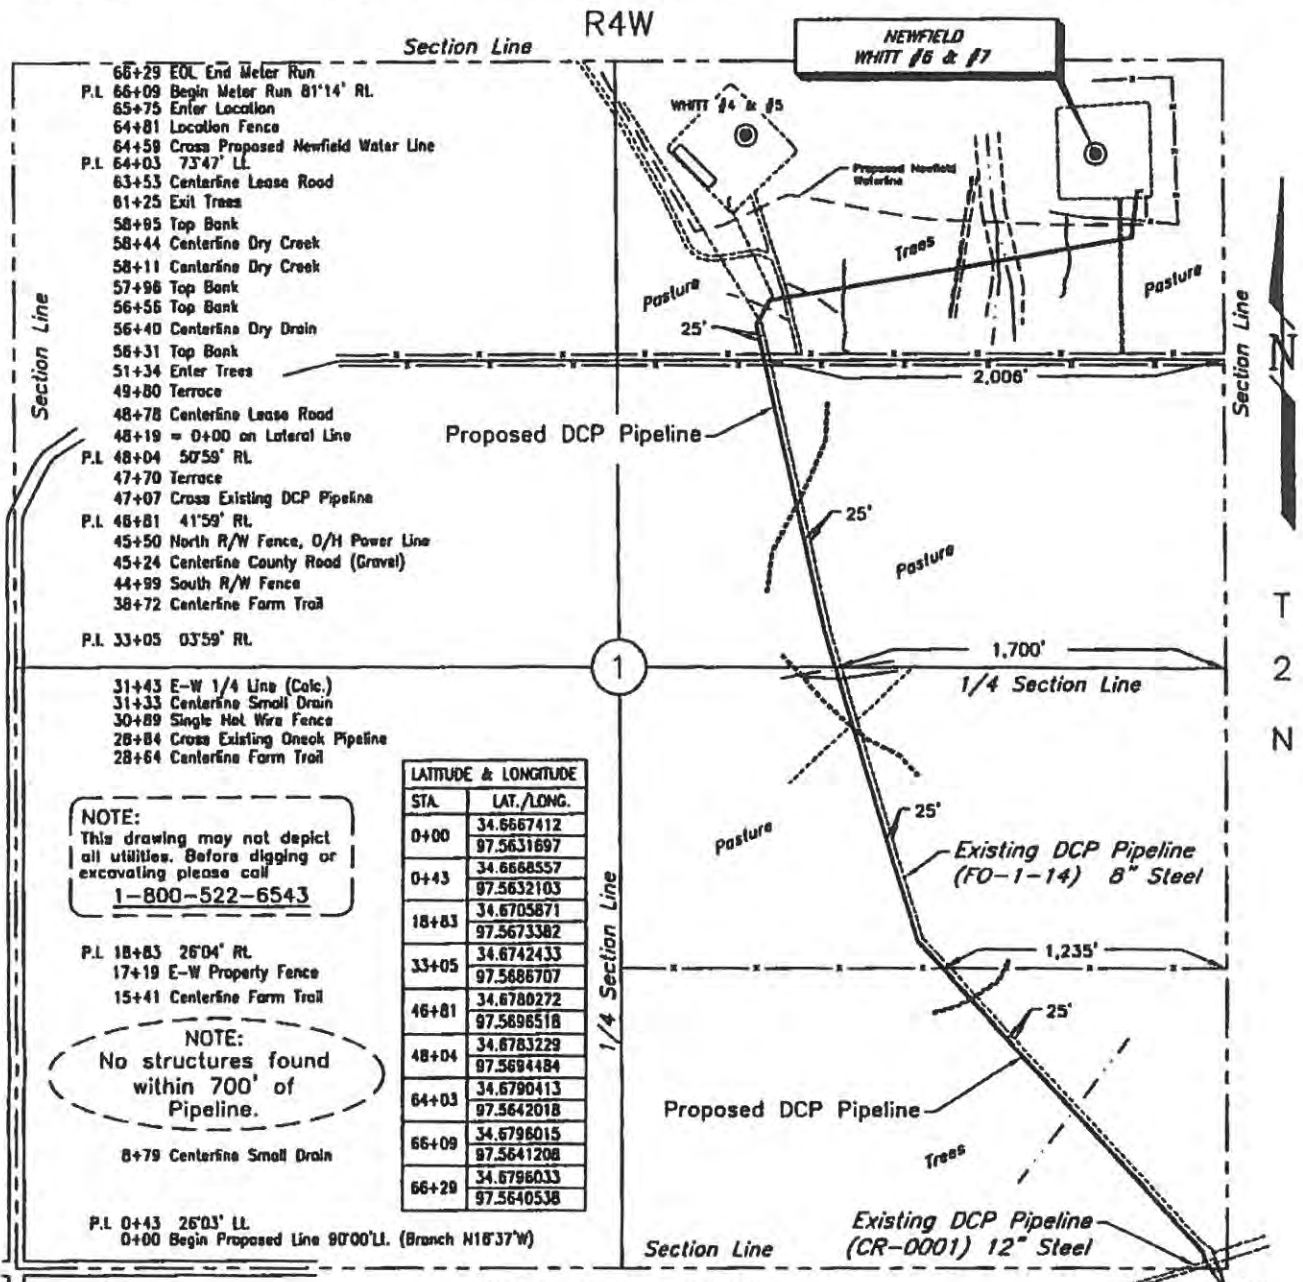 R4W
Section Line
NEWFIELD
WHITT #6 & #7
66+29 EOL End Meter Run
P.I. 66+09 Begin Meter Run 81°14' Rt.
65+75 Enter Location
64+81 Location Fence
64+59 Cross Proposed Newfield Water Line
P.I. 64+03 73°47' Lt.
63+53 Centerline Lease Road
61+25 Exit Trees
58+95 Top Bank
58+44 Centerline Dry Creek
58+11 Centerline Dry Creek
57+96 Top Bank
56+56 Top Bank
56+40 Centerline Dry Drain
56+31 Top Bank
51+34 Enter Trees
49+80 Terrace
48+78 Centerline Lease Road
48+19 = 0+00 on Lateral Line
P.I. 48+04 50°59' Rt.
47+70 Terrace
47+07 Cross Existing DCP Pipeline
P.I. 46+81 41°59' Rt.
45+50 North R/W Fence, O/H Power Line
45+24 Centerline County Road (Gravel)
44+99 South R/W Fence
38+72 Centerline Farm Trail
P.I. 33+05 03°59' Rt.
31+43 E-W 1/4 Line (Calc.)
31+33 Centerline Small Drain
30+89 Single Hot Wire Fence
28+84 Cross Existing Oneok Pipeline
28+64 Centerline Farm Trail
NOTE:
This drawing may not depict
all utilities. Before digging or
excavating please call
1-800-522-6543
P.I. 18+83 26°04' Rt.
17+19 E-W Property Fence
15+41 Centerline Farm Trail
NOTE:
No structures found
within 700' of
Pipeline.
8+79 Centerline Small Drain
P.I. 0+43 26°03' Lt.
0+00 Begin Proposed Line 90°00'Lt. (Branch N18°37'W)
Section Line
LATITUDE & LONGITUDE
STA. LAT./LONG.
0+00 34.6667412
97.5631697
0+43 34.6668557
97.5632103
18+83 34.6705871
97.5673382
33+05 34.6742433
97.5686707
46+81 34.6780272
97.5696518
48+04 34.6783229
97.5694484
64+03 34.6790413
97.5642018
66+09 34.6796015
97.5641208
66+29 34.6796033
97.5640538
1/4 Section Line
WHITT #4 & #5
Proposed Newfield
Waterline
Trees
Pasture
Pasture
25'
2,006'
Section Line
N
Proposed DCP Pipeline
25'
Pasture
T
2
N
1
1,700'
1/4 Section Line
25'
Pasture
Existing DCP Pipeline
(FO-1-14) 8" Steel
1,235'
25'
Proposed DCP Pipeline
Trees
Existing DCP Pipeline
(CR-0001) 12" Steel
Section Line